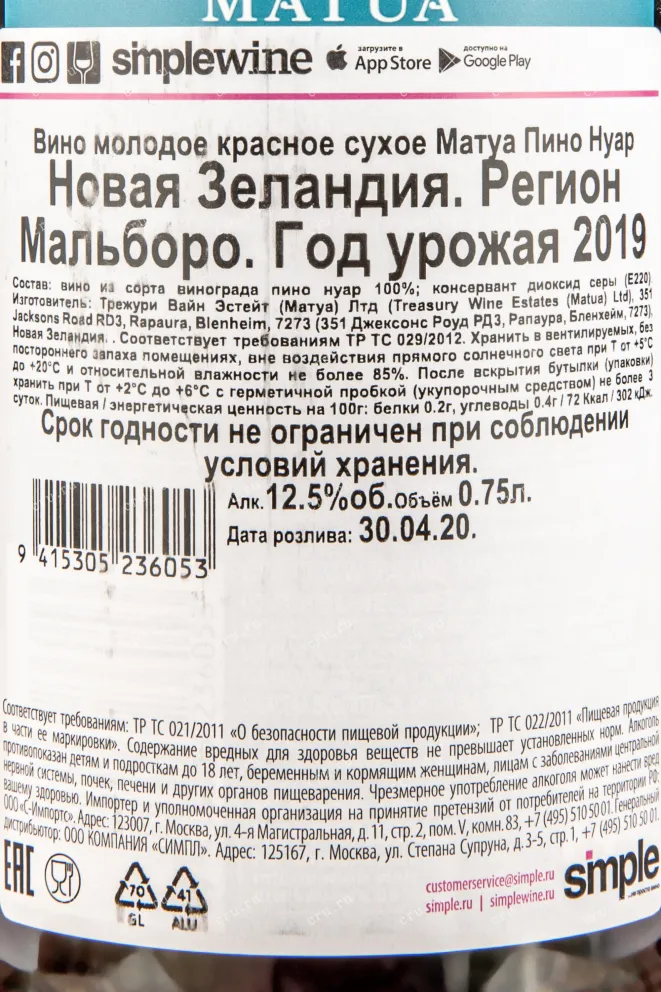 MATUA
simplewine загрузите в App Store доступно на Google Play
Вино молодое красное сухое Матуа Пино Нуар
Новая Зеландия. Регион
Мальборо. Год урожая 2019
Состав: вино из сорта винограда пино нуар 100%; консервант диоксид серы (Е220)
Изготовитель: Трежури Вайн Эстейт (Матуа) Лтд (Treasury Wine Estates (Matua) Ltd), 351
Jacksons Road RD3, Rapaura, Blenheim, 7273 (351 Джексонс Роуд РД3, Рапаура, Бленхейм, 7273),
Новая Зеландия. . Соответствует требованиям ТР ТС 029/2012. Хранить в вентилируемых, без
постороннего запаха помещениях, вне воздействия прямого солнечного света при Т от +5°С
до +20°С и относительной влажности не более 85%. После вскрытия бутылки (упаковки)
хранить при Т от +2°С до +6°С с герметичной пробкой (укупорочным средством) не более 3
суток. Пищевая / энергетическая ценность на 100г: белки 0.2г, углеводы 0.4г / 72 Ккал / 302 кДж.
Срок годности не ограничен при соблюдении
условий хранения.
Алк. 12.5%об. Объём 0.75л.
Дата розлива: 30.04.20.
9 415305 236053
Соответствует требованиям: ТР ТС 021/2011 «О безопасности пищевой продукции»; ТР ТС 022/2011 «Пищевая продукция
в части ее маркировки». Содержание вредных для здоровья веществ не превышает установленных норм. Алкоголь
противопоказан детям и подросткам до 18 лет, беременным и кормящим женщинам, лицам с заболеваниями центральной
нервной системы, почек, печени и других органов пищеварения. Чрезмерное употребление алкоголя может нанести вред
вашему здоровью. Импортер и уполномоченная организация на принятие претензий от потребителей на территории РФ:
ООО «С-Импортс». Адрес: 123007, г. Москва, ул. 4-я Магистральная, д. 11, стр. 2, пом. V, комн. 83, +7 (495) 510 50 01. Генеральный
дистрибьютор: ООО КОМПАНИЯ «СИМПЛ». Адрес: 125167, г. Москва, ул. Степана Супруна, д. 3-5, стр. 1, +7 (495) 510 50 01.
EAC
70 GL
41 ALU
customerservice@simple.ru
simple.ru | simplewine.ru
simple
...не просто вино